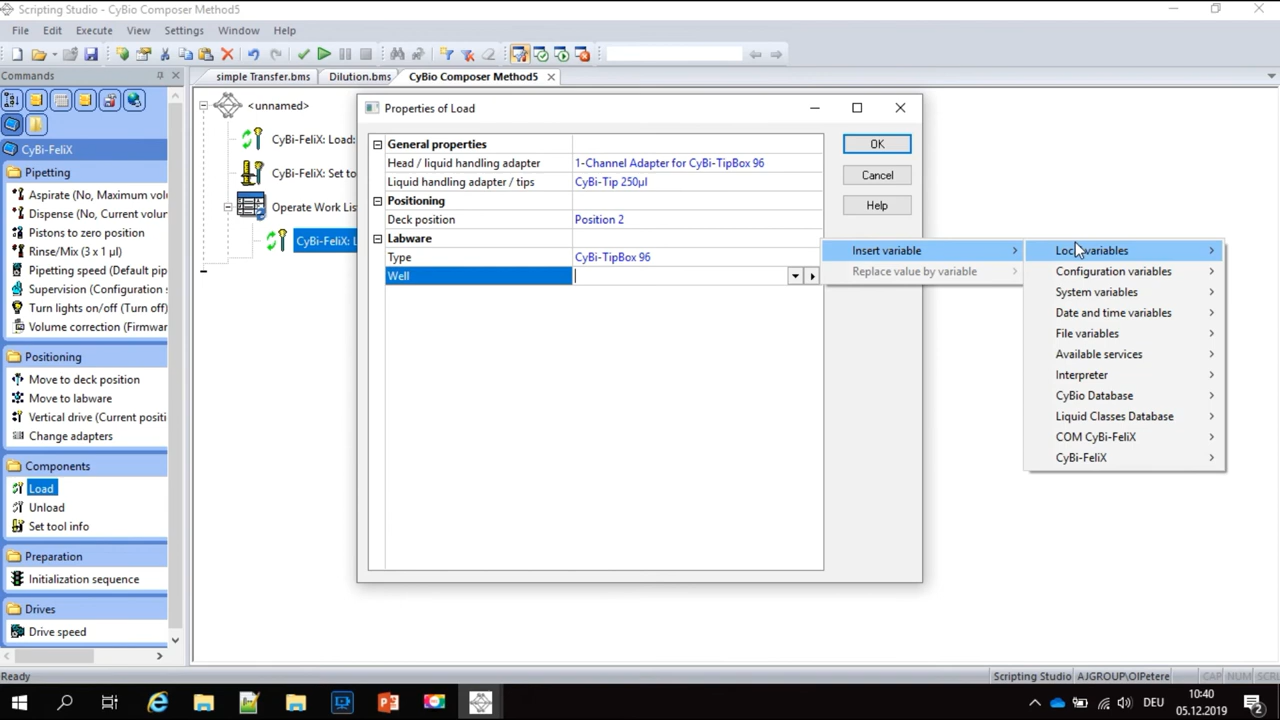 Scripting Studio - CyBio Composer Method5
File Edit Execute View Settings Window Help
Commands
simple Transfer.bms Dilution.bms CyBio Composer Method5
CyBi-FeliX
Pipetting
Aspirate (No, Maximum volu
Dispense (No, Current volun
Pistons to zero position
Rinse/Mix (3 x 1 µl)
Pipetting speed (Default pip
Supervision (Configuration s
Turn lights on/off (Turn off)
Volume correction (Firmwar
Positioning
Move to deck position
Move to labware
Vertical drive (Current positi
Change adapters
Components
Load
Unload
Set tool info
Preparation
Initialization sequence
Drives
Drive speed
<unnamed>
CyBi-FeliX: Load:
CyBi-FeliX: Set to
Operate Work Lis
CyBi-FeliX: L
Properties of Load
General properties
Head / liquid handling adapter 1-Channel Adapter for CyBi-TipBox 96
Liquid handling adapter / tips CyBi-Tip 250µl
Positioning
Deck position Position 2
Labware
Type CyBi-TipBox 96
Well
OK
Cancel
Help
Insert variable
Replace value by variable
Configuration variables
System variables
Date and time variables
File variables
Available services
Interpreter
CyBio Database
Liquid Classes Database
COM CyBi-FeliX
CyBi-FeliX
Ready
Scripting Studio AJGROUP\OIPetere CAP NUM SCRL
DEU
10:40
05.12.2019
2